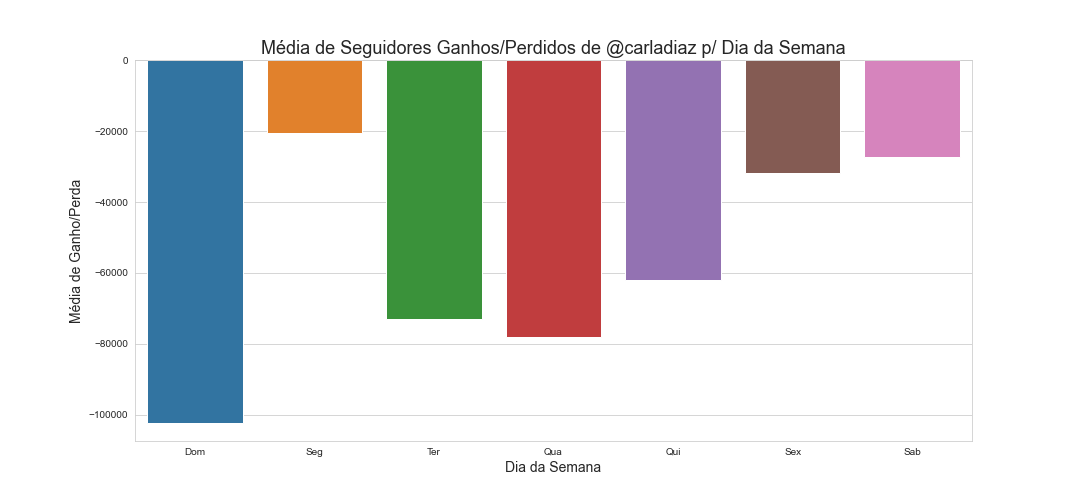 Média de Seguidores Ganhos/Perdidos de @carladiaz p/ Dia da Semana
0
−20000
−40000
−60000
−80000
−100000
Média de Ganho/Perda
Dom Seg Ter Qua Qui Sex Sab
Dia da Semana